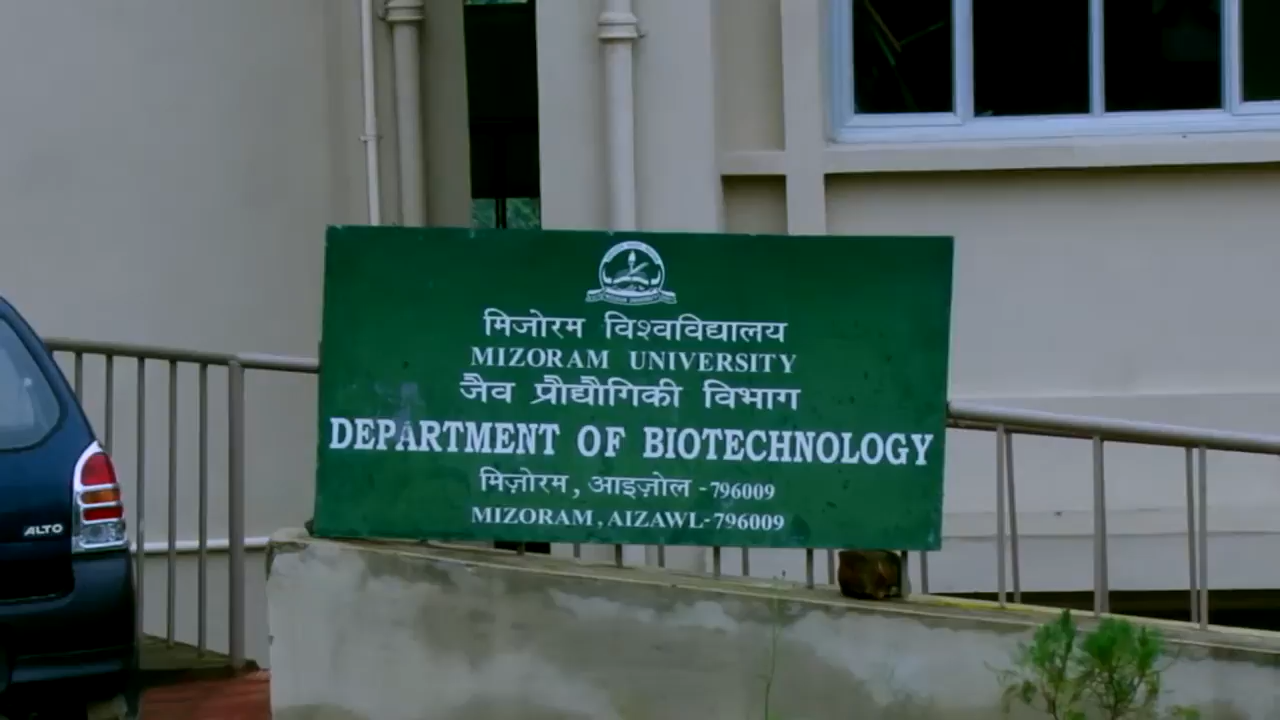 मिजोरम विश्वविद्यालय
MIZORAM UNIVERSITY
जैव प्रौद्यौगिकी विभाग
DEPARTMENT OF BIOTECHNOLOGY
मिज़ोरम, आइज़ोल - 796009
MIZORAM, AIZAWL-796009
ALTO